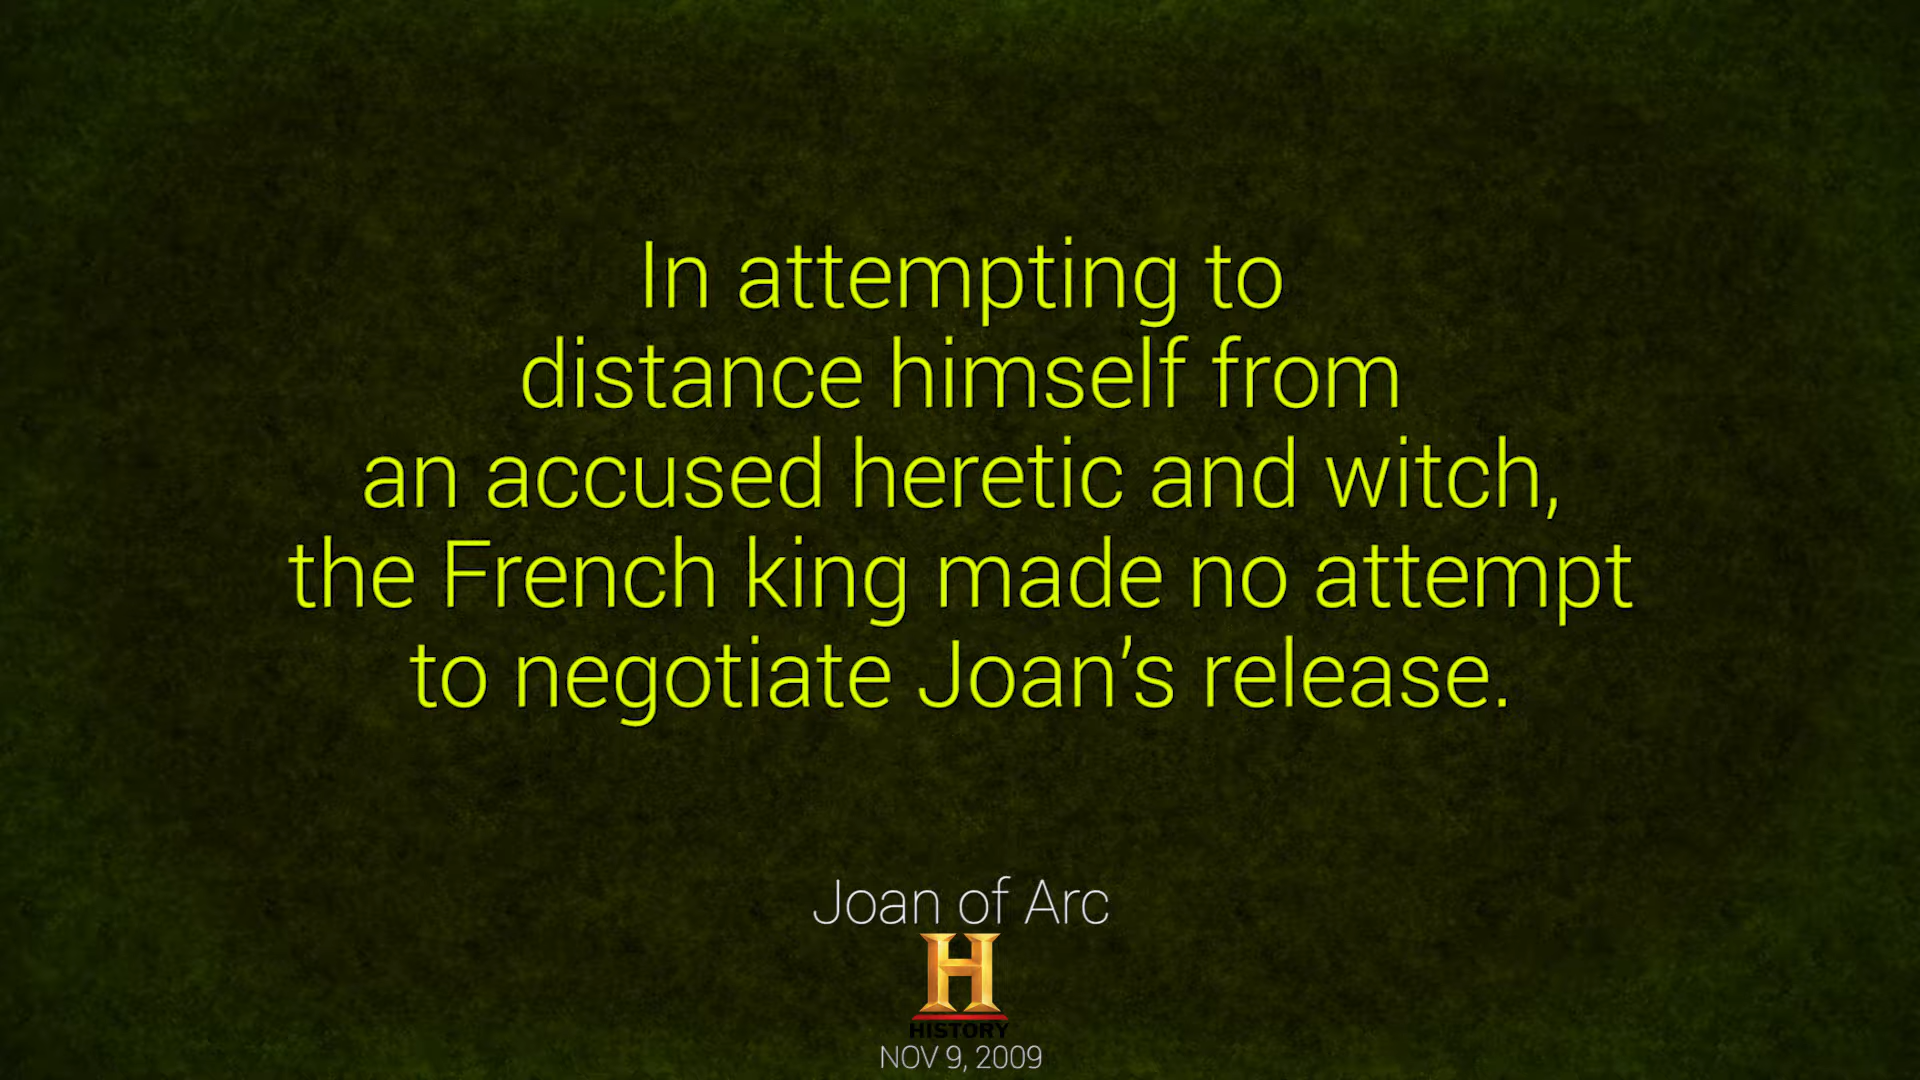 In attempting to
distance himself from
an accused heretic and witch,
the French king made no attempt
to negotiate Joan’s release.
Joan of Arc
H
HISTORY
NOV 9, 2009